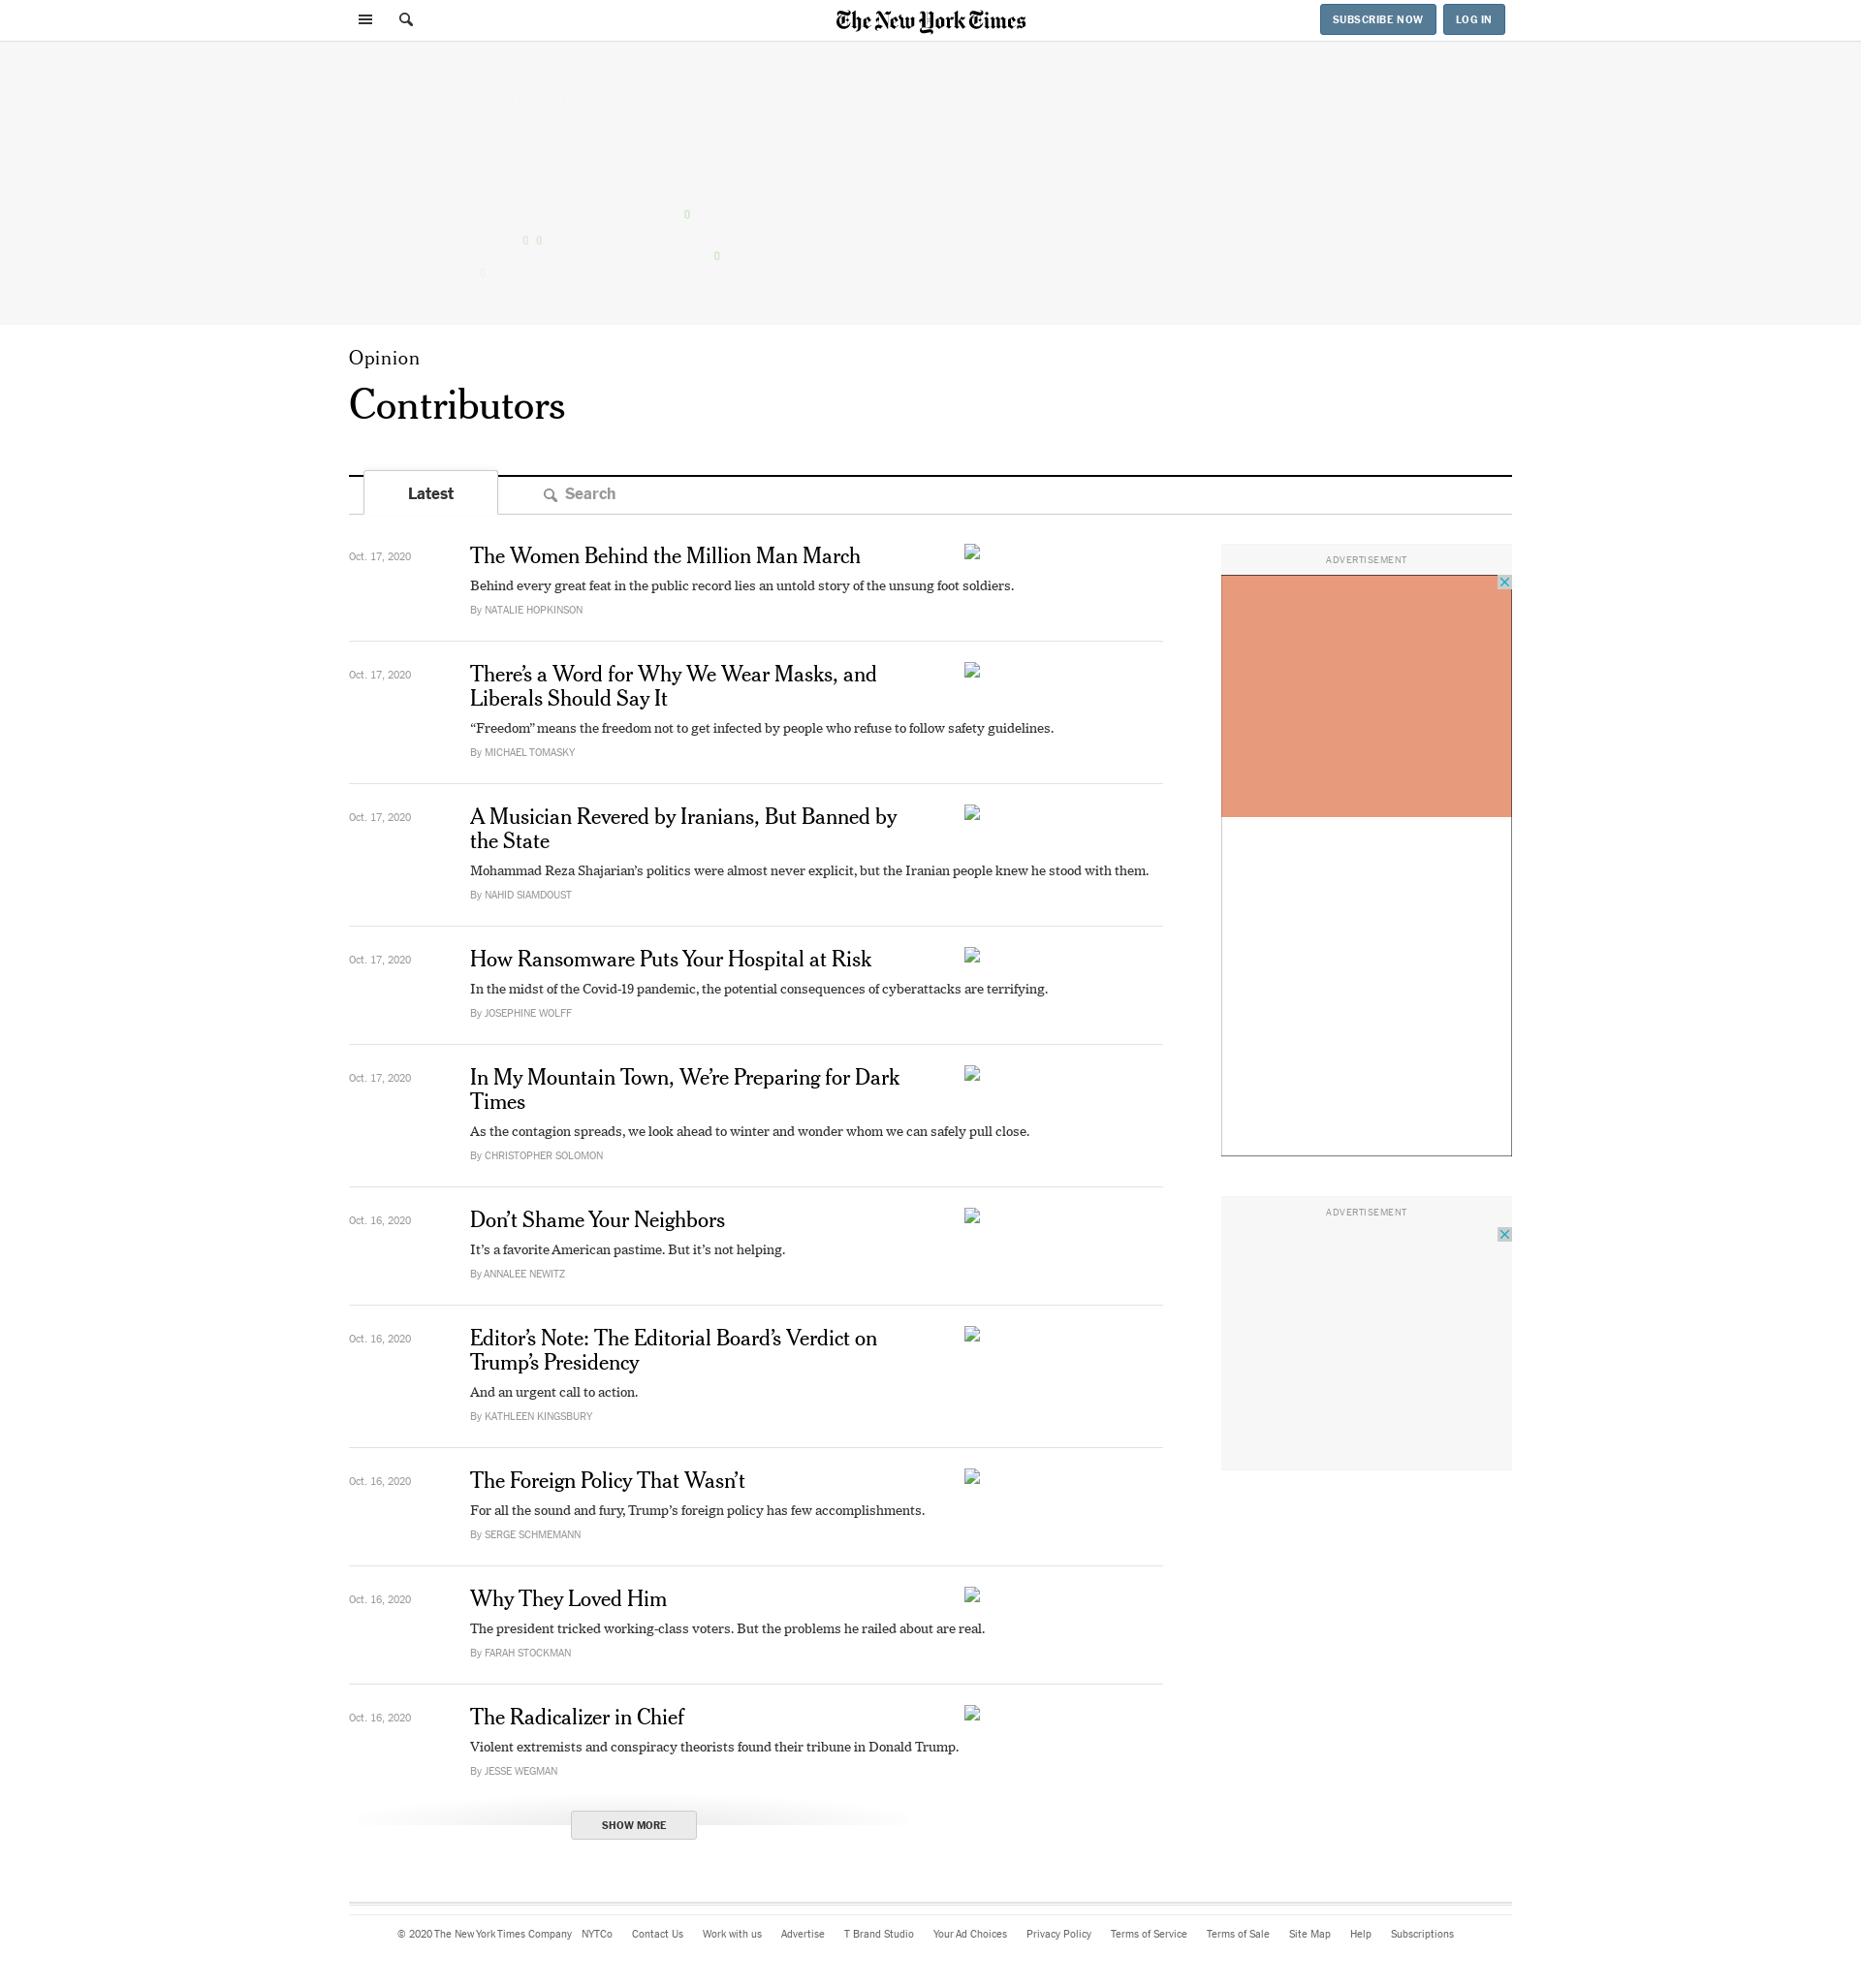 The New York Times
SUBSCRIBE NOW
LOG IN
Opinion
Contributors
Latest
Search
Oct. 17, 2020
The Women Behind the Million Man March
Behind every great feat in the public record lies an untold story of the unsung foot soldiers.
By NATALIE HOPKINSON
Oct. 17, 2020
There’s a Word for Why We Wear Masks, and
Liberals Should Say It
“Freedom” means the freedom not to get infected by people who refuse to follow safety guidelines.
By MICHAEL TOMASKY
Oct. 17, 2020
A Musician Revered by Iranians, But Banned by
the State
Mohammad Reza Shajarian’s politics were almost never explicit, but the Iranian people knew he stood with them.
By NAHID SIAMDOUST
Oct. 17, 2020
How Ransomware Puts Your Hospital at Risk
In the midst of the Covid-19 pandemic, the potential consequences of cyberattacks are terrifying.
By JOSEPHINE WOLFF
Oct. 17, 2020
In My Mountain Town, We’re Preparing for Dark
Times
As the contagion spreads, we look ahead to winter and wonder whom we can safely pull close.
By CHRISTOPHER SOLOMON
Oct. 16, 2020
Don’t Shame Your Neighbors
It’s a favorite American pastime. But it’s not helping.
By ANNALEE NEWITZ
Oct. 16, 2020
Editor’s Note: The Editorial Board’s Verdict on
Trump’s Presidency
And an urgent call to action.
By KATHLEEN KINGSBURY
Oct. 16, 2020
The Foreign Policy That Wasn’t
For all the sound and fury, Trump’s foreign policy has few accomplishments.
By SERGE SCHMEMANN
Oct. 16, 2020
Why They Loved Him
The president tricked working-class voters. But the problems he railed about are real.
By FARAH STOCKMAN
Oct. 16, 2020
The Radicalizer in Chief
Violent extremists and conspiracy theorists found their tribune in Donald Trump.
By JESSE WEGMAN
SHOW MORE
ADVERTISEMENT
ADVERTISEMENT
© 2020 The New York Times Company NYTCo Contact Us Work with us Advertise T Brand Studio Your Ad Choices Privacy Policy Terms of Service Terms of Sale Site Map Help Subscriptions